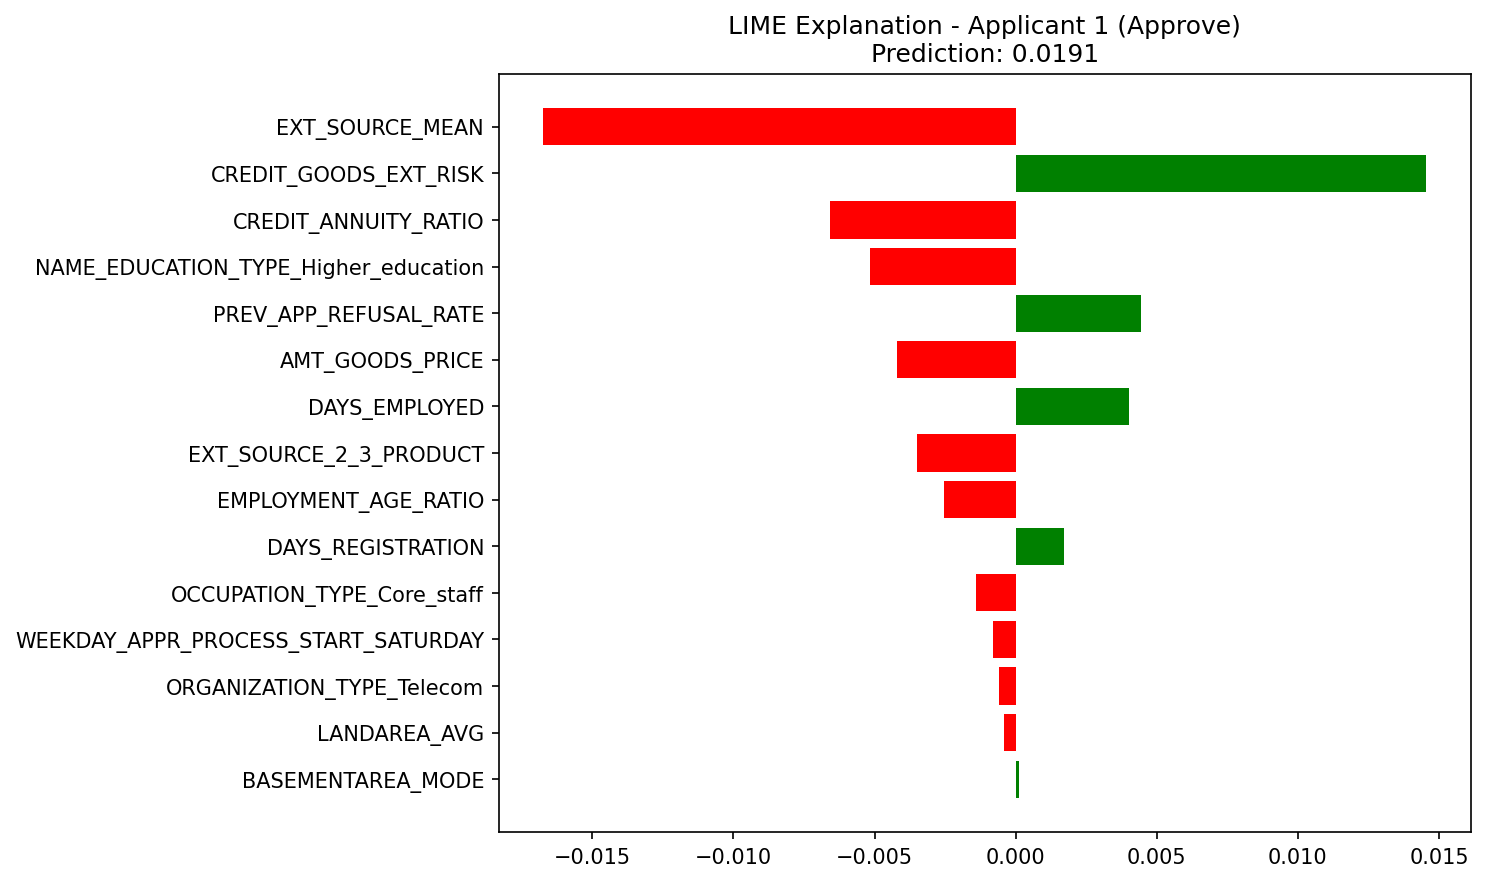 LIME Explanation - Applicant 1 (Approve)
Prediction: 0.0191
EXT_SOURCE_MEAN
CREDIT_GOODS_EXT_RISK
CREDIT_ANNUITY_RATIO
NAME_EDUCATION_TYPE_Higher_education
PREV_APP_REFUSAL_RATE
AMT_GOODS_PRICE
DAYS_EMPLOYED
EXT_SOURCE_2_3_PRODUCT
EMPLOYMENT_AGE_RATIO
DAYS_REGISTRATION
OCCUPATION_TYPE_Core_staff
WEEKDAY_APPR_PROCESS_START_SATURDAY
ORGANIZATION_TYPE_Telecom
LANDAREA_AVG
BASEMENTAREA_MODE
−0.015 −0.010 −0.005 0.000 0.005 0.010 0.015